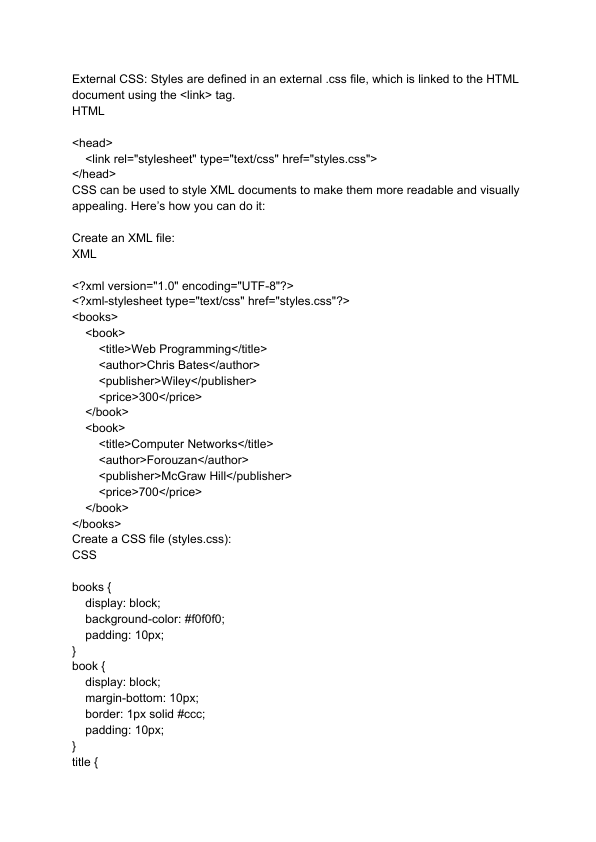 External CSS: Styles are defined in an external .css file, which is linked to the HTML
document using the <link> tag.
HTML

<head>
    <link rel="stylesheet" type="text/css" href="styles.css">
</head>
CSS can be used to style XML documents to make them more readable and visually
appealing. Here’s how you can do it:

Create an XML file:
XML

<?xml version="1.0" encoding="UTF-8"?>
<?xml-stylesheet type="text/css" href="styles.css"?>
<books>
    <book>
        <title>Web Programming</title>
        <author>Chris Bates</author>
        <publisher>Wiley</publisher>
        <price>300</price>
    </book>
    <book>
        <title>Computer Networks</title>
        <author>Forouzan</author>
        <publisher>McGraw Hill</publisher>
        <price>700</price>
    </book>
</books>
Create a CSS file (styles.css):
CSS

books {
    display: block;
    background-color: #f0f0f0;
    padding: 10px;
}
book {
    display: block;
    margin-bottom: 10px;
    border: 1px solid #ccc;
    padding: 10px;
}
title {